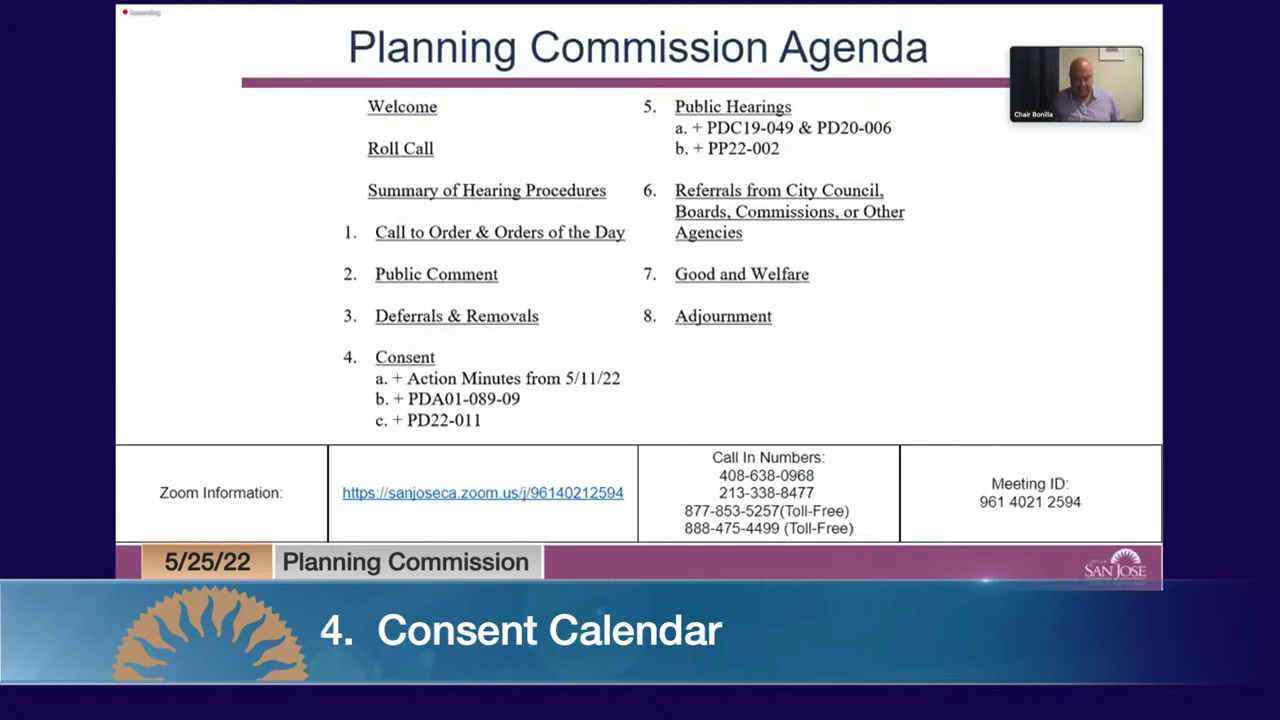 Recording
Planning Commission Agenda
Chair Bonilla
Welcome
Roll Call
Summary of Hearing Procedures
1. Call to Order & Orders of the Day
2. Public Comment
3. Deferrals & Removals
4. Consent
a. + Action Minutes from 5/11/22
b. + PDA01-089-09
c. + PD22-011
5. Public Hearings
a. + PDC19-049 & PD20-006
b. + PP22-002
6. Referrals from City Council,
Boards, Commissions, or Other
Agencies
7. Good and Welfare
8. Adjournment
Zoom Information:
https://sanjoseca.zoom.us/j/96140212594
Call In Numbers:
408-638-0968
213-338-8477
877-853-5257(Toll-Free)
888-475-4499 (Toll-Free)
Meeting ID:
961 4021 2594
5/25/22
Planning Commission
CITY OF
SAN JOSE
4. Consent Calendar